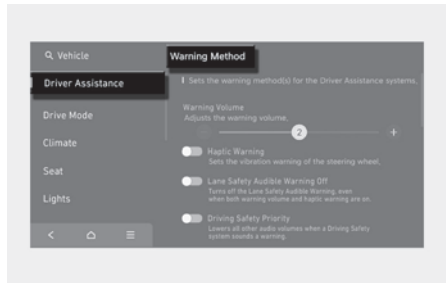 Vehicle
Warning Method
Driver Assistance
Sets the warning method(s) for the Driver Assistance systems.
Drive Mode
Warning Volume
Adjusts the warning volume.
2
+
Climate
Haptic Warning
Sets the vibration warning of the steering wheel.
Seat
Lane Safety Audible Warning Off
Turns off the Lane Safety Audible Warning, even
when both warning volume and haptic warning are on.
Lights
Driving Safety Priority
Lowers all other audio volumes when a Driving Safety
system sounds a warning.